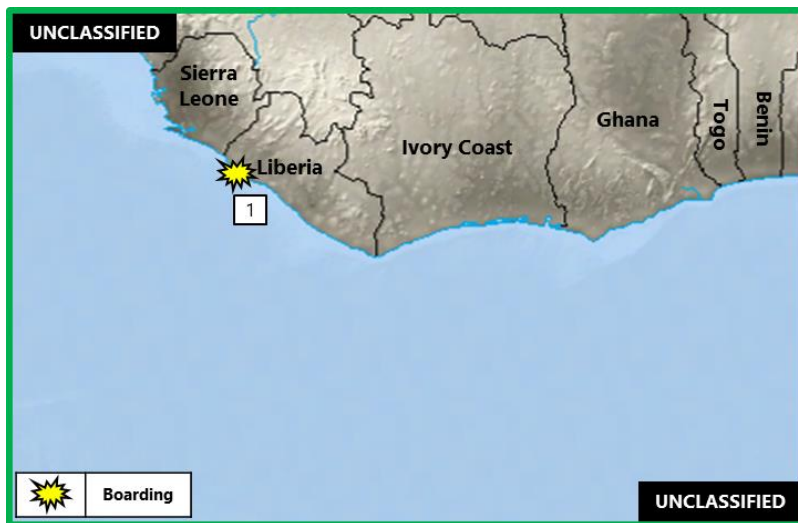 UNCLASSIFIED
Sierra
Leone
Liberia
Ivory Coast
Ghana
Togo
Benin
1
Boarding
UNCLASSIFIED